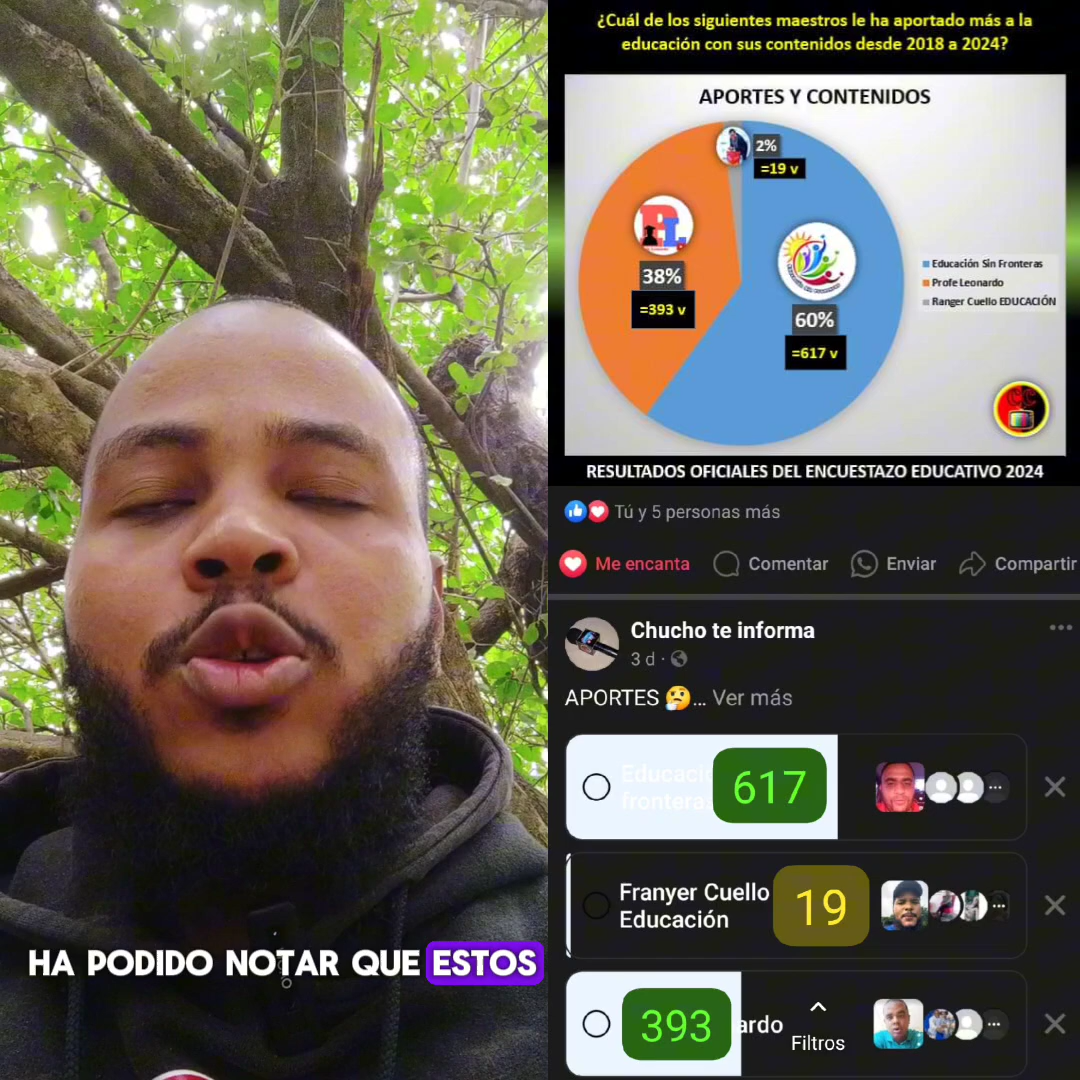 HA PODIDO NOTAR QUE ESTOS
¿Cuál de los siguientes maestros le ha aportado más a la
educación con sus contenidos desde 2018 a 2024?
APORTES Y CONTENIDOS
2%
=19 v
38%
=393 v
60%
=617 v
Educación Sin Fronteras
Profe Leonardo
Ranger Cuello EDUCACIÓN
RESULTADOS OFICIALES DEL ENCUESTAZO EDUCATIVO 2024
Tú y 5 personas más
Me encanta
Comentar
Enviar
Compartir
Chucho te informa
3 d ·
APORTES 🤔... Ver más
617
Franyer Cuello
Educación
19
393
ardo
Filtros